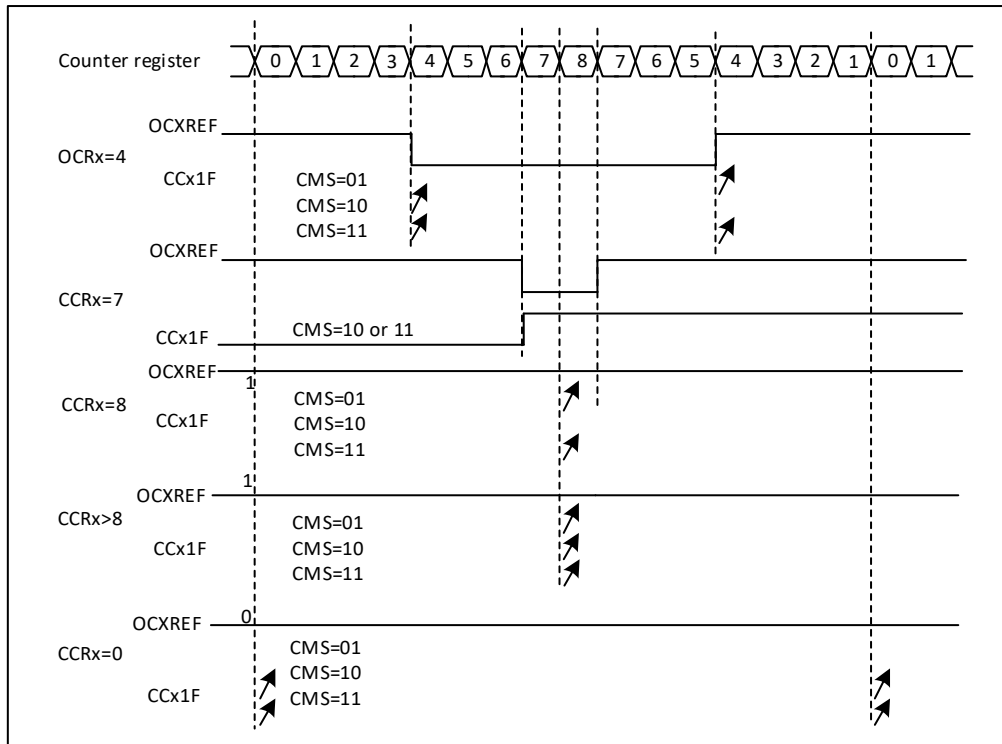 Counter register 0 1 2 3 4 5 6 7 8 7 6 5 4 3 2 1 0 1
OCXREF
OCRx=4
CCx1F
CMS=01
CMS=10
CMS=11
OCXREF
CCRx=7
CCx1F
CMS=10 or 11
OCXREF
1
CCRx=8
CCx1F
CMS=01
CMS=10
CMS=11
OCXREF
1
CCRx>8
CCx1F
CMS=01
CMS=10
CMS=11
OCXREF
0
CCRx=0
CCx1F
CMS=01
CMS=10
CMS=11